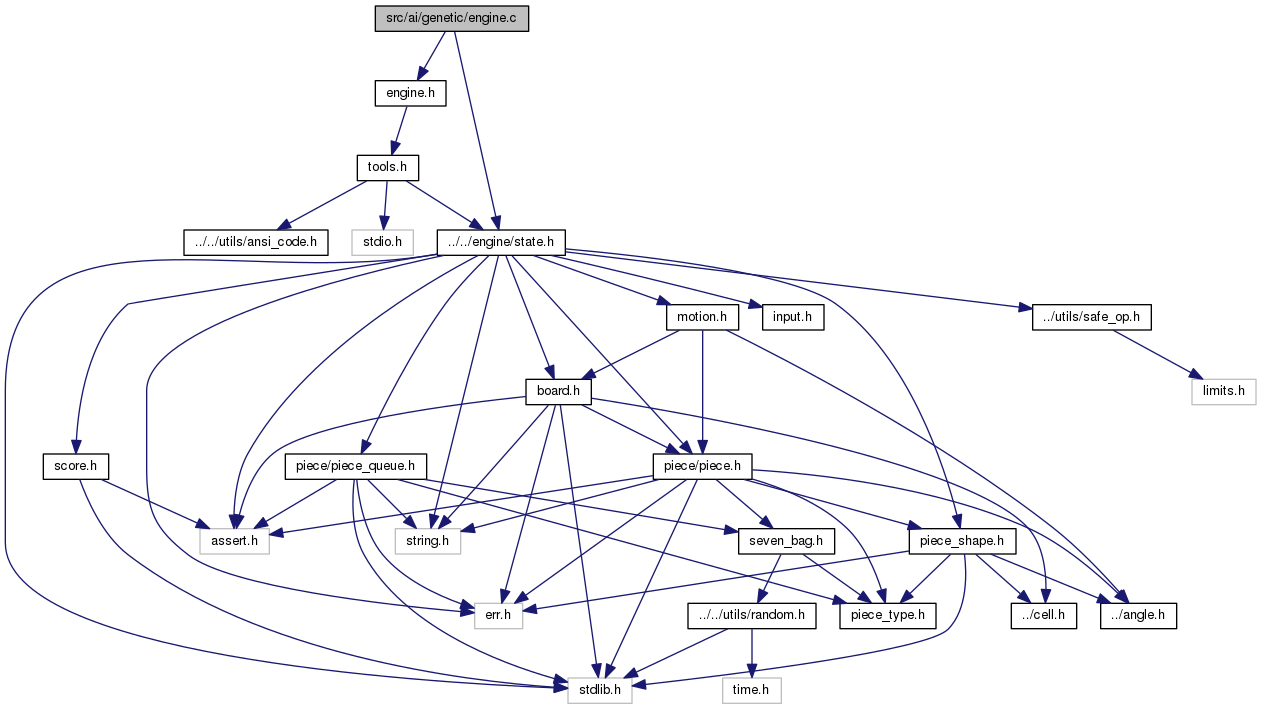 src/ai/genetic/engine.c
engine.h
tools.h
../../utils/ansi_code.h
stdio.h
../../engine/state.h
motion.h
input.h
../utils/safe_op.h
board.h
limits.h
score.h
piece/piece_queue.h
piece/piece.h
assert.h
string.h
seven_bag.h
piece_shape.h
err.h
../../utils/random.h
piece_type.h
../cell.h
../angle.h
stdlib.h
time.h